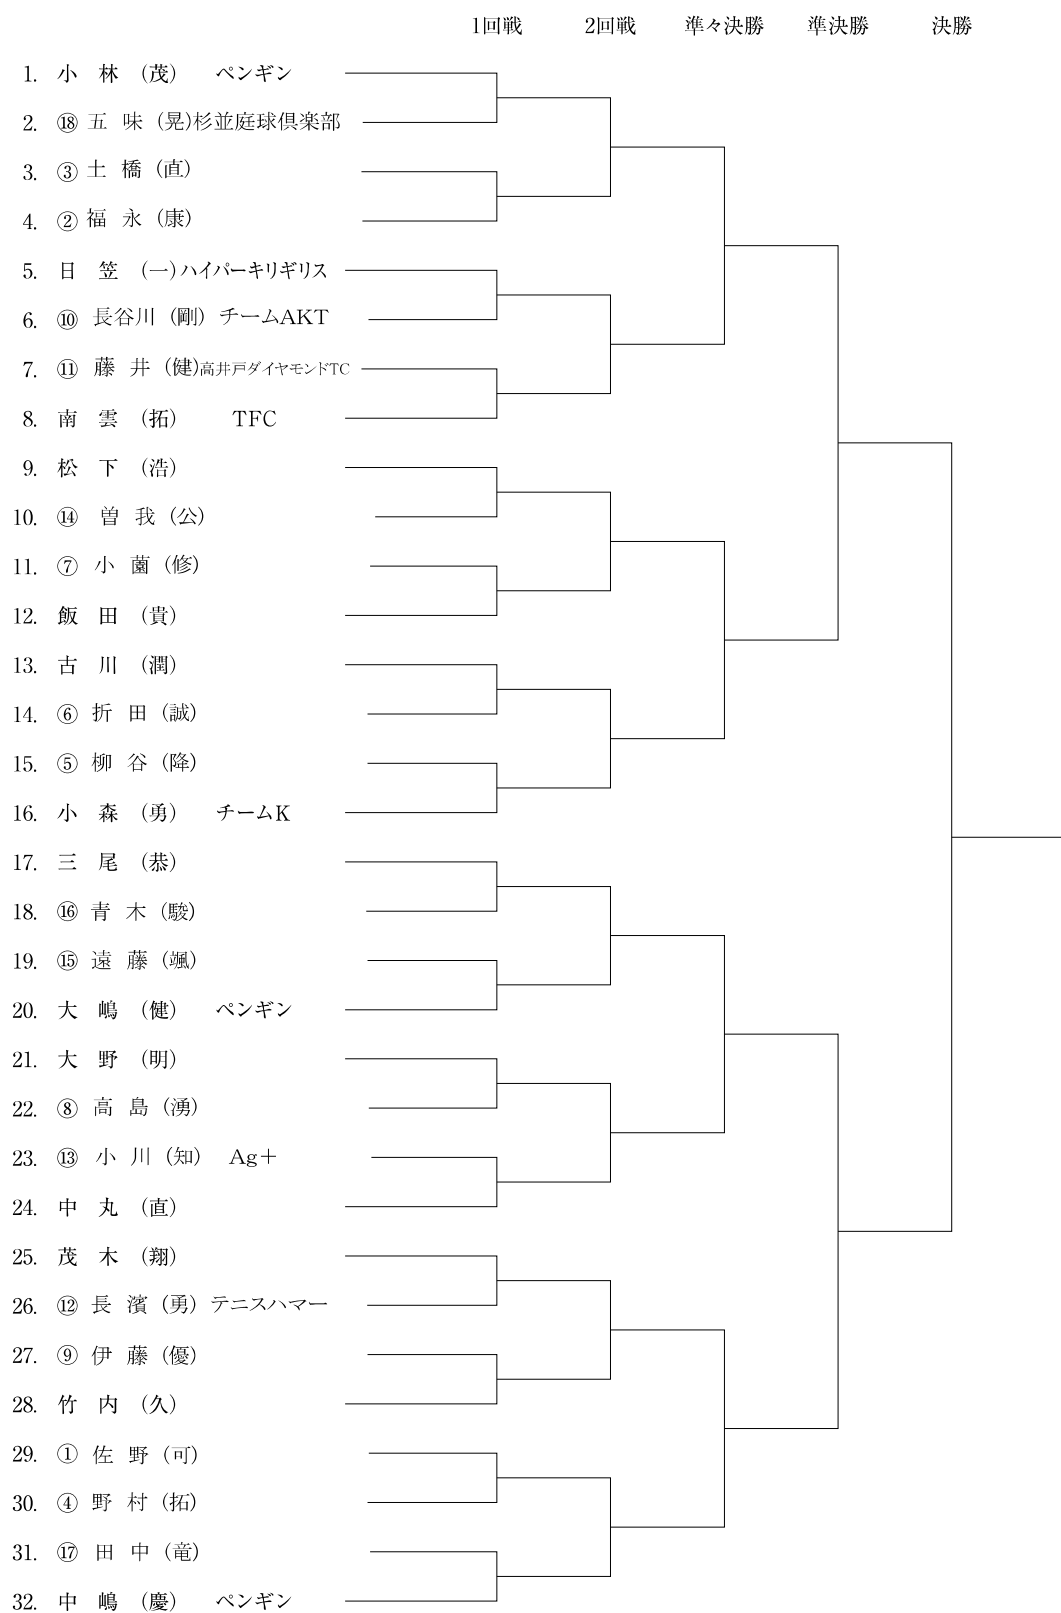 1回戦 2回戦 準々決勝 準決勝 決勝
1. 小 林 (茂) ペンギン
2. ⑱ 五 味 (晃)杉並庭球倶楽部
3. ③ 土 橋 (直)
4. ② 福 永 (康)
5. 日 笠 (一)ハイパーキリギリス
6. ⑩ 長谷川 (剛) チームAKT
7. ⑪ 藤 井 (健)高井戸ダイヤモンドTC
8. 南 雲 (拓) TFC
9. 松 下 (浩)
10. ⑭ 曽 我 (公)
11. ⑦ 小 薗 (修)
12. 飯 田 (貴)
13. 古 川 (潤)
14. ⑥ 折 田 (誠)
15. ⑤ 柳 谷 (降)
16. 小 森 (勇) チームK
17. 三 尾 (恭)
18. ⑯ 青 木 (駿)
19. ⑮ 遠 藤 (颯)
20. 大 嶋 (健) ペンギン
21. 大 野 (明)
22. ⑧ 高 島 (湧)
23. ⑬ 小 川 (知) Ag＋
24. 中 丸 (直)
25. 茂 木 (翔)
26. ⑫ 長 濱 (勇) テニスハマー
27. ⑨ 伊 藤 (優)
28. 竹 内 (久)
29. ① 佐 野 (可)
30. ④ 野 村 (拓)
31. ⑰ 田 中 (竜)
32. 中 嶋 (慶) ペンギン